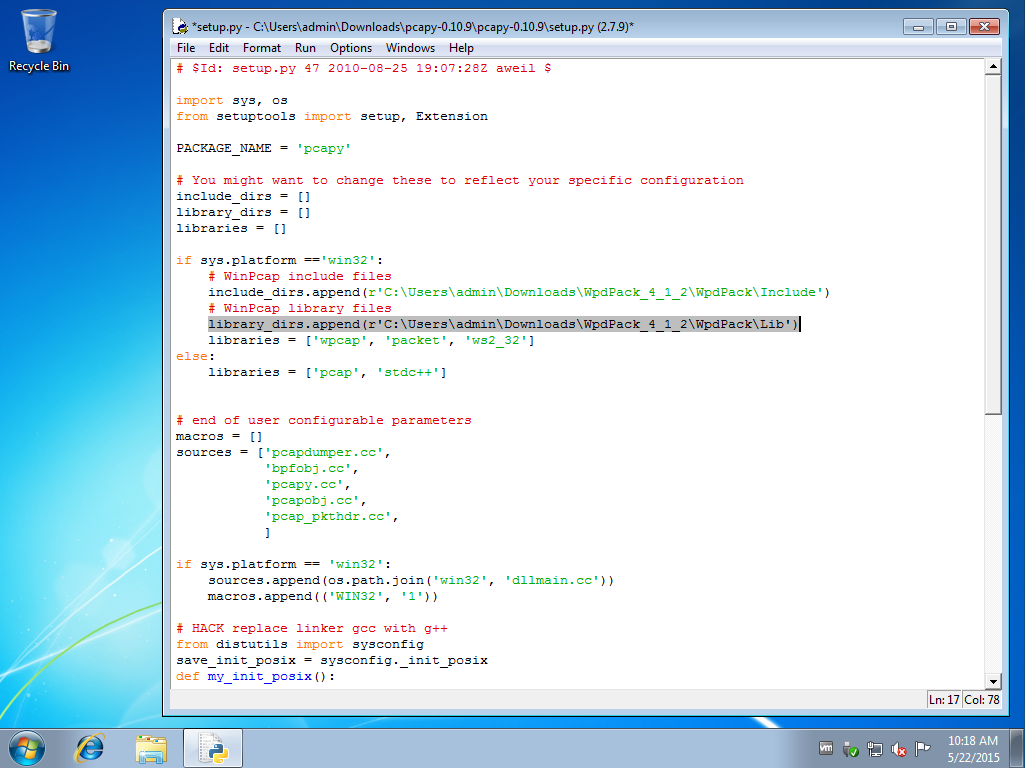 Recycle Bin
*setup.py - C:\Users\admin\Downloads\pcapy-0.10.9\pcapy-0.10.9\setup.py (2.7.9)*
File Edit Format Run Options Windows Help
# $Id: setup.py 47 2010-08-25 19:07:28Z aweil $
import sys, os
from setuptools import setup, Extension
PACKAGE_NAME = 'pcapy'
# You might want to change these to reflect your specific configuration
include_dirs = []
library_dirs = []
libraries = []
if sys.platform =='win32':
    # WinPcap include files
    include_dirs.append(r'C:\Users\admin\Downloads\WpdPack_4_1_2\WpdPack\Include')
    # WinPcap library files
    library_dirs.append(r'C:\Users\admin\Downloads\WpdPack_4_1_2\WpdPack\Lib')
    libraries = ['wpcap', 'packet', 'ws2_32']
else:
    libraries = ['pcap', 'stdc++']
# end of user configurable parameters
macros = []
sources = ['pcapdumper.cc',
           'bpfobj.cc',
           'pcapy.cc',
           'pcapobj.cc',
           'pcap_pkthdr.cc',
           ]
if sys.platform == 'win32':
    sources.append(os.path.join('win32', 'dllmain.cc'))
    macros.append(('WIN32', '1'))
# HACK replace linker gcc with g++
from distutils import sysconfig
save_init_posix = sysconfig._init_posix
def my_init_posix():
Ln: 17 Col: 78
vm
10:18 AM
5/22/2015